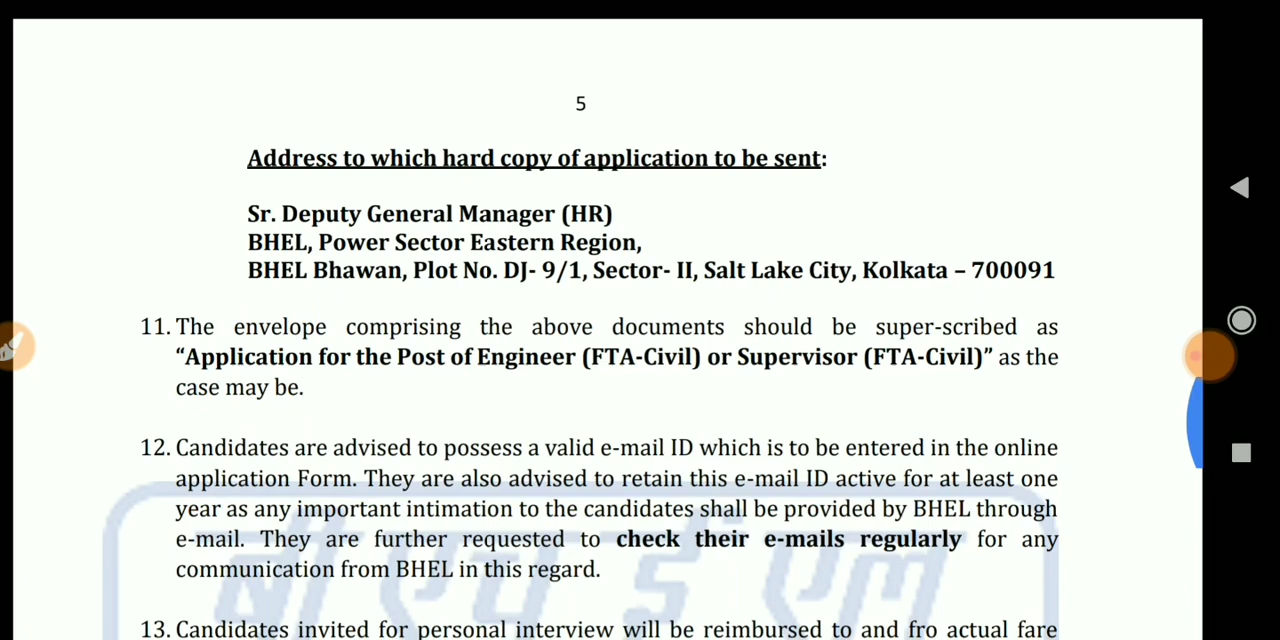 5
Address to which hard copy of application to be sent:
Sr. Deputy General Manager (HR)
BHEL, Power Sector Eastern Region,
BHEL Bhawan, Plot No. DJ- 9/1, Sector- II, Salt Lake City, Kolkata – 700091
11. The envelope comprising the above documents should be super-scribed as
“Application for the Post of Engineer (FTA-Civil) or Supervisor (FTA-Civil)” as the
case may be.
12. Candidates are advised to possess a valid e-mail ID which is to be entered in the online
application Form. They are also advised to retain this e-mail ID active for at least one
year as any important intimation to the candidates shall be provided by BHEL through
e-mail. They are further requested to check their e-mails regularly for any
communication from BHEL in this regard.
बी एच ई एल
13. Candidates invited for personal interview will be reimbursed to and fro actual fare